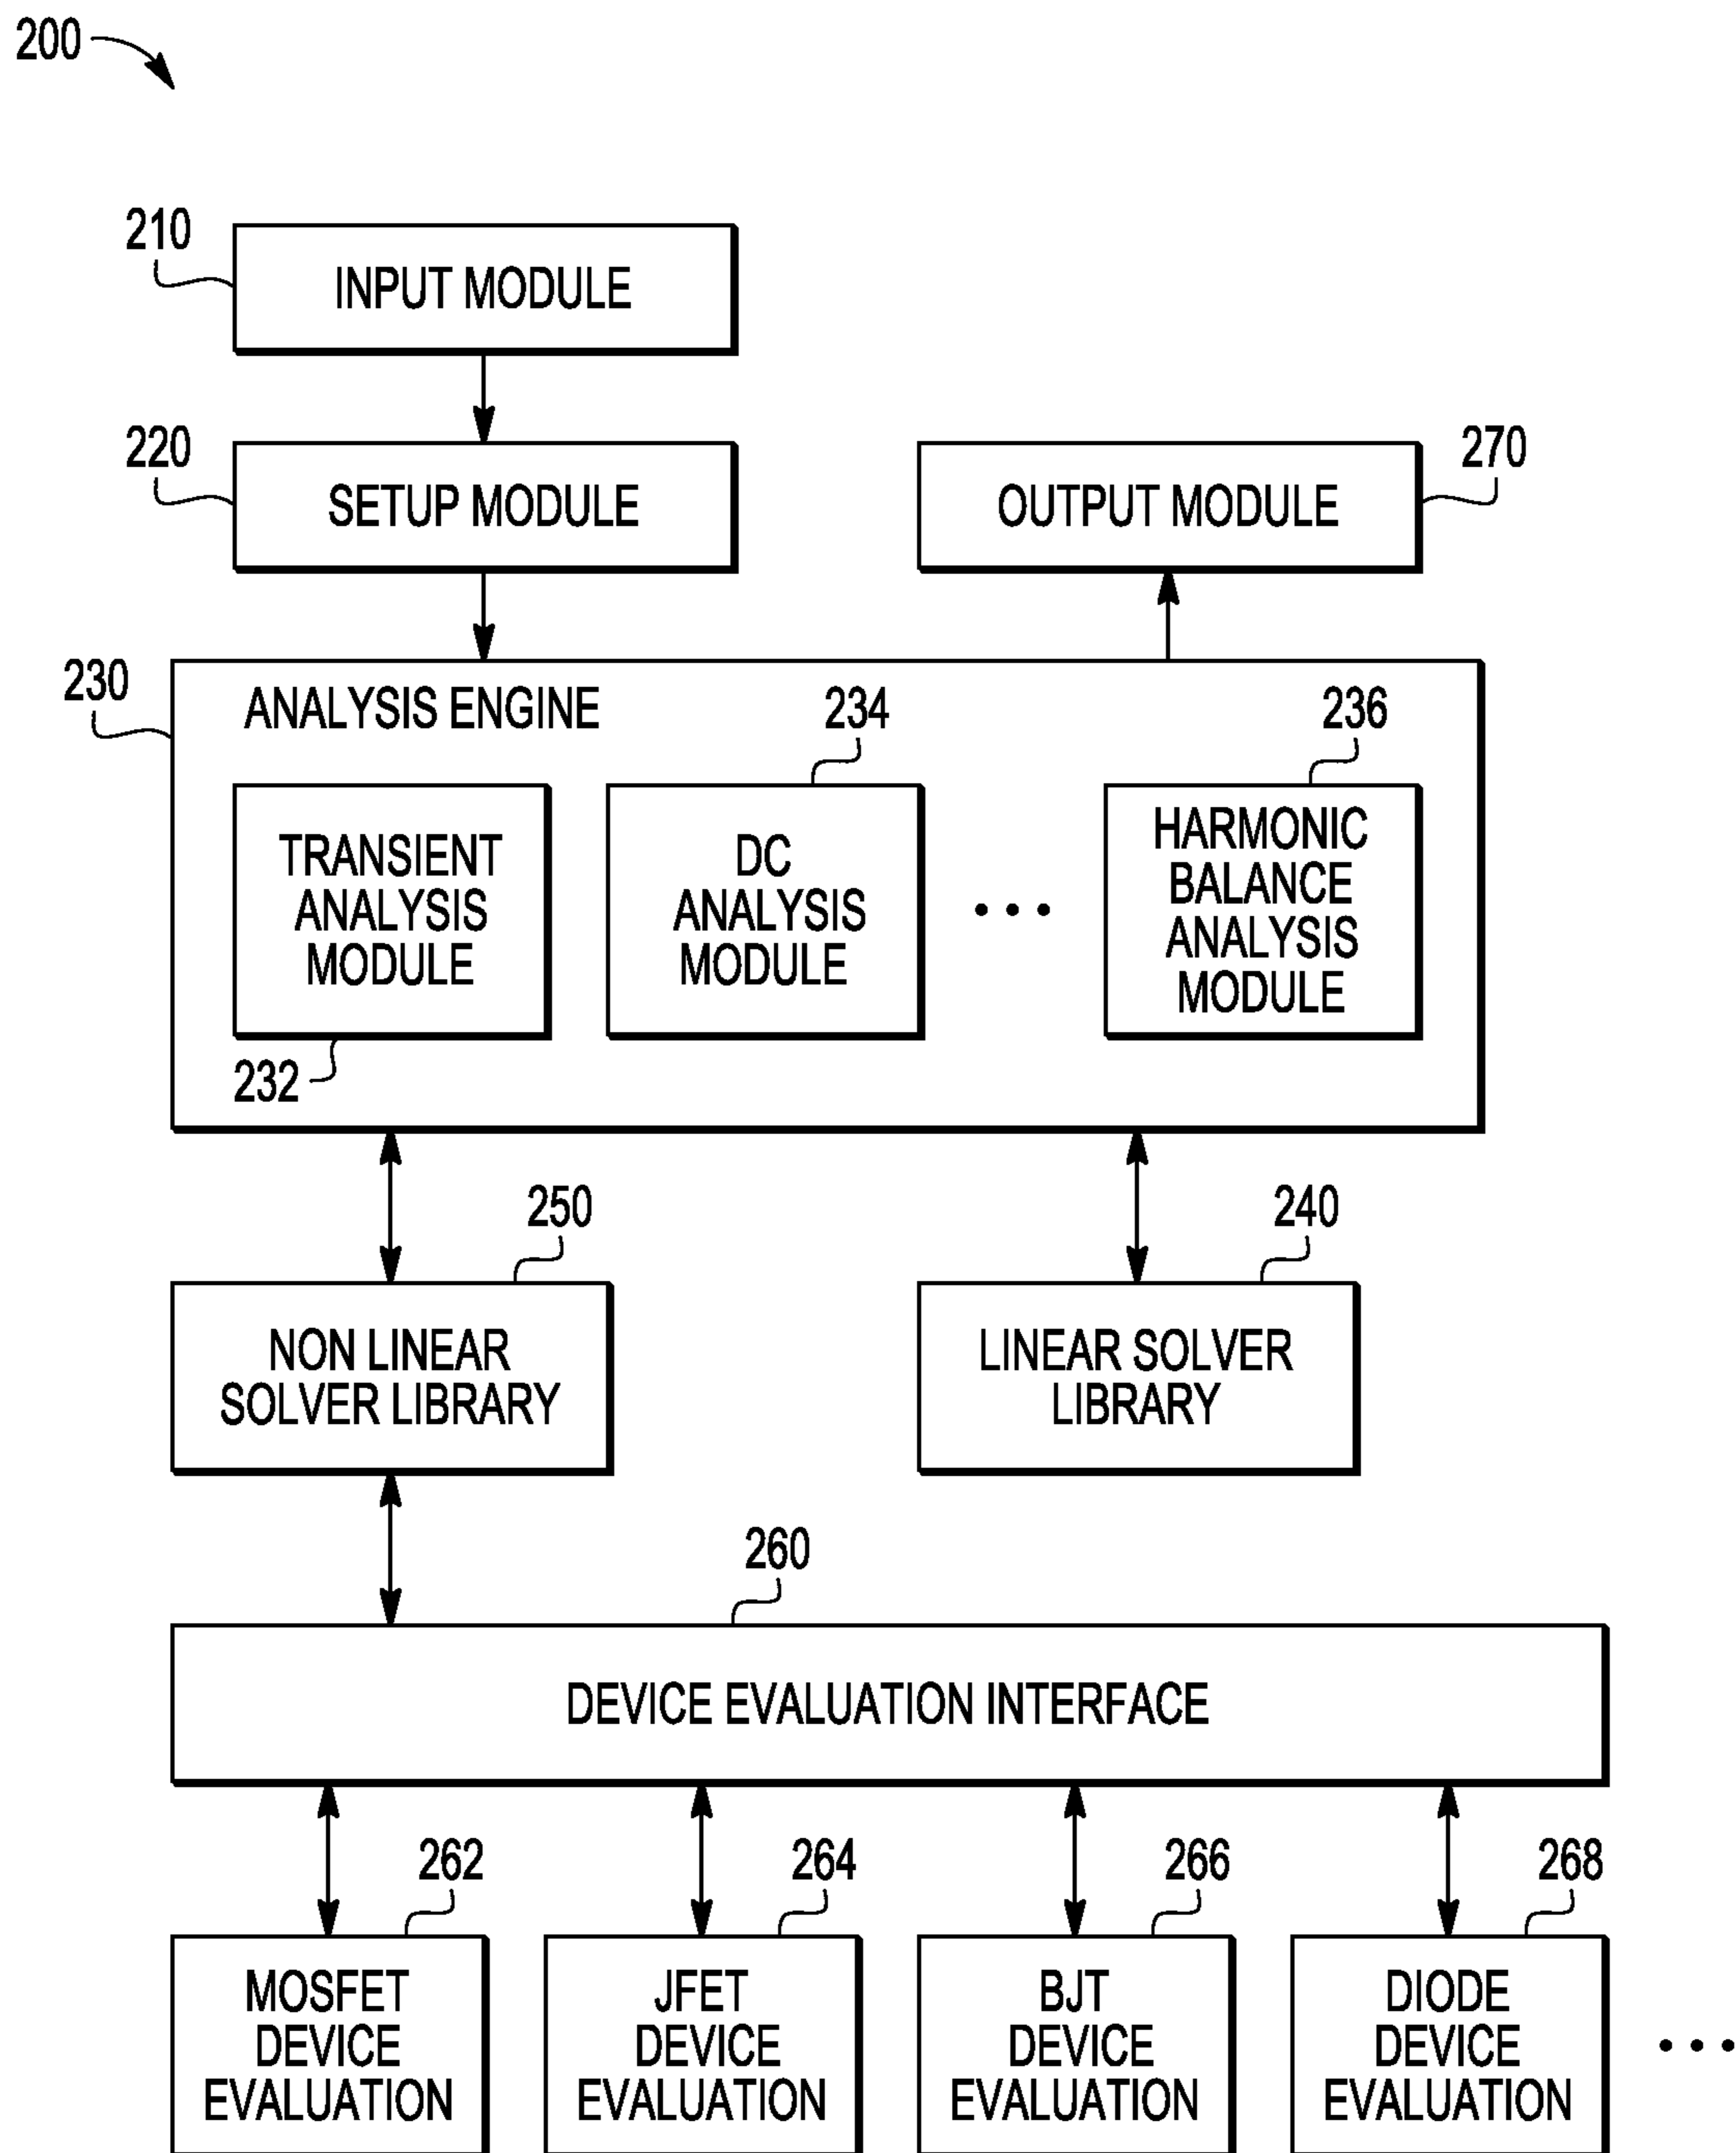 200
210
INPUT MODULE
220
SETUP MODULE
270
OUTPUT MODULE
230
ANALYSIS ENGINE
234
236
TRANSIENT
ANALYSIS
MODULE
232
DC
ANALYSIS
MODULE
• • •
HARMONIC
BALANCE
ANALYSIS
MODULE
250
240
NON LINEAR
SOLVER LIBRARY
LINEAR SOLVER
LIBRARY
260
DEVICE EVALUATION INTERFACE
262
264
266
268
MOSFET
DEVICE
EVALUATION
JFET
DEVICE
EVALUATION
BJT
DEVICE
EVALUATION
DIODE
DEVICE
EVALUATION
• • •